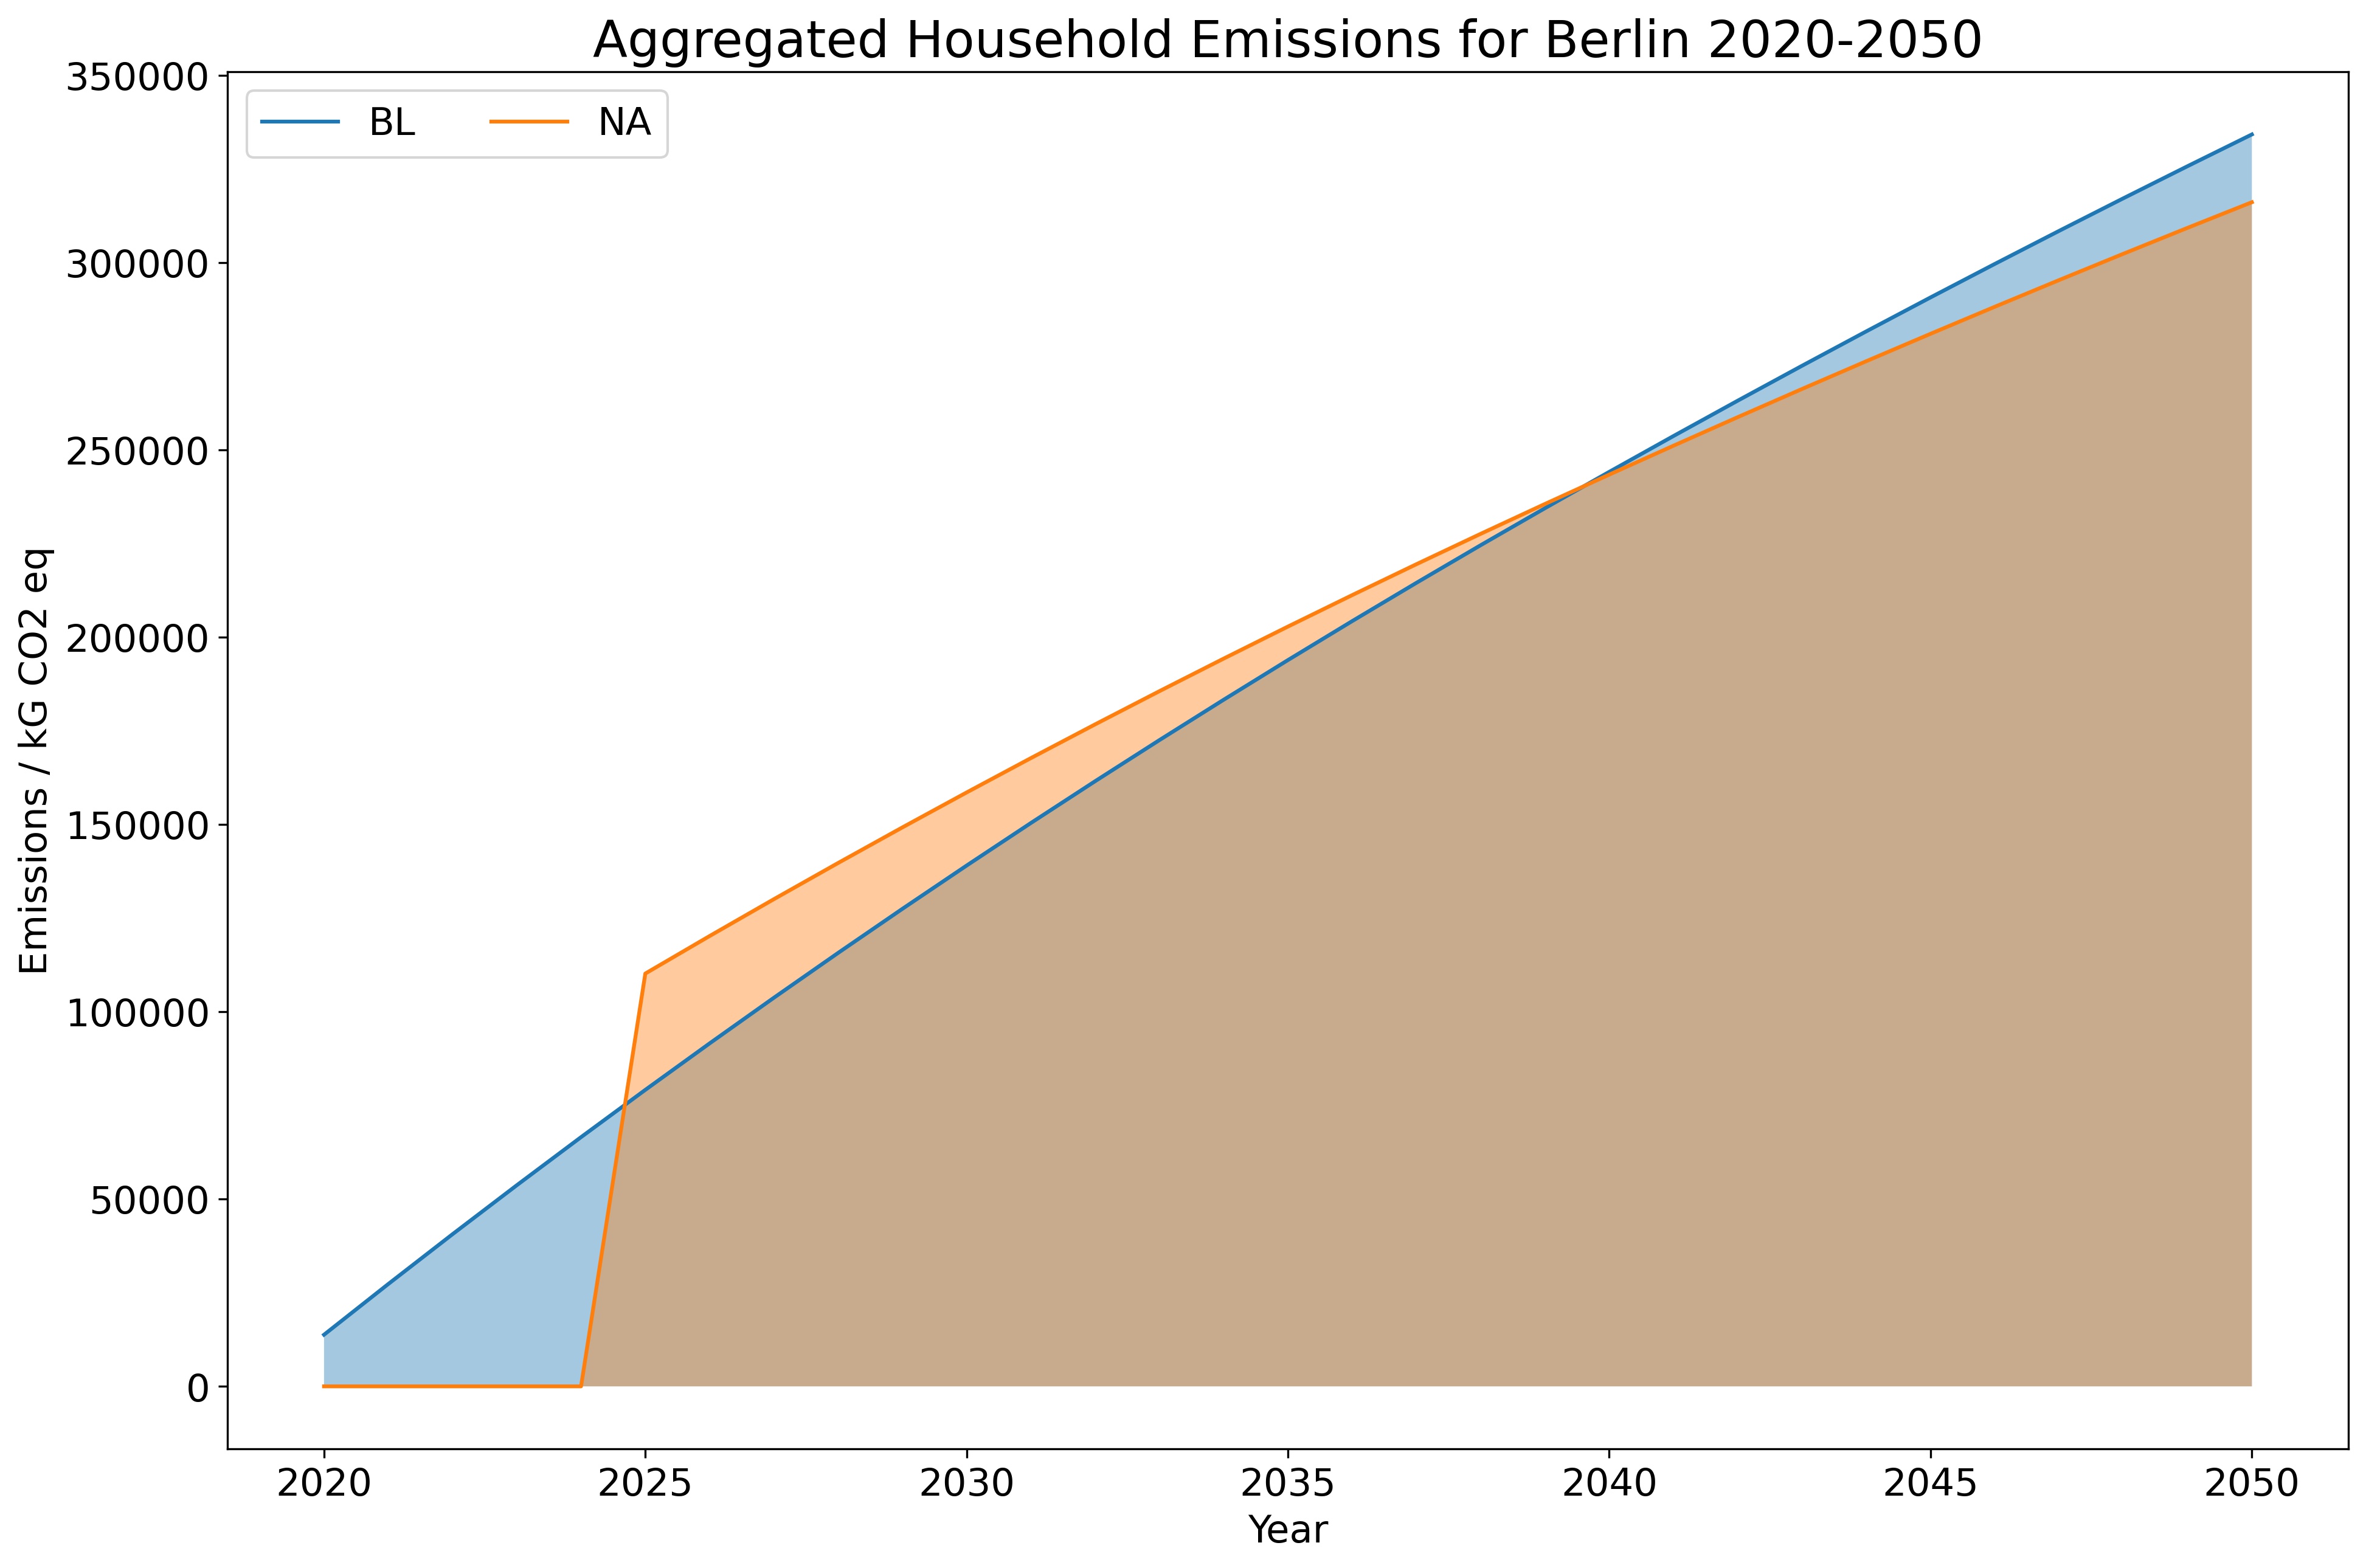 Aggregated Household Emissions for Berlin 2020-2050
BL NA
Emissions / kG CO2 eq
350000
300000
250000
200000
150000
100000
50000
0
2020 2025 2030 2035 2040 2045 2050
Year